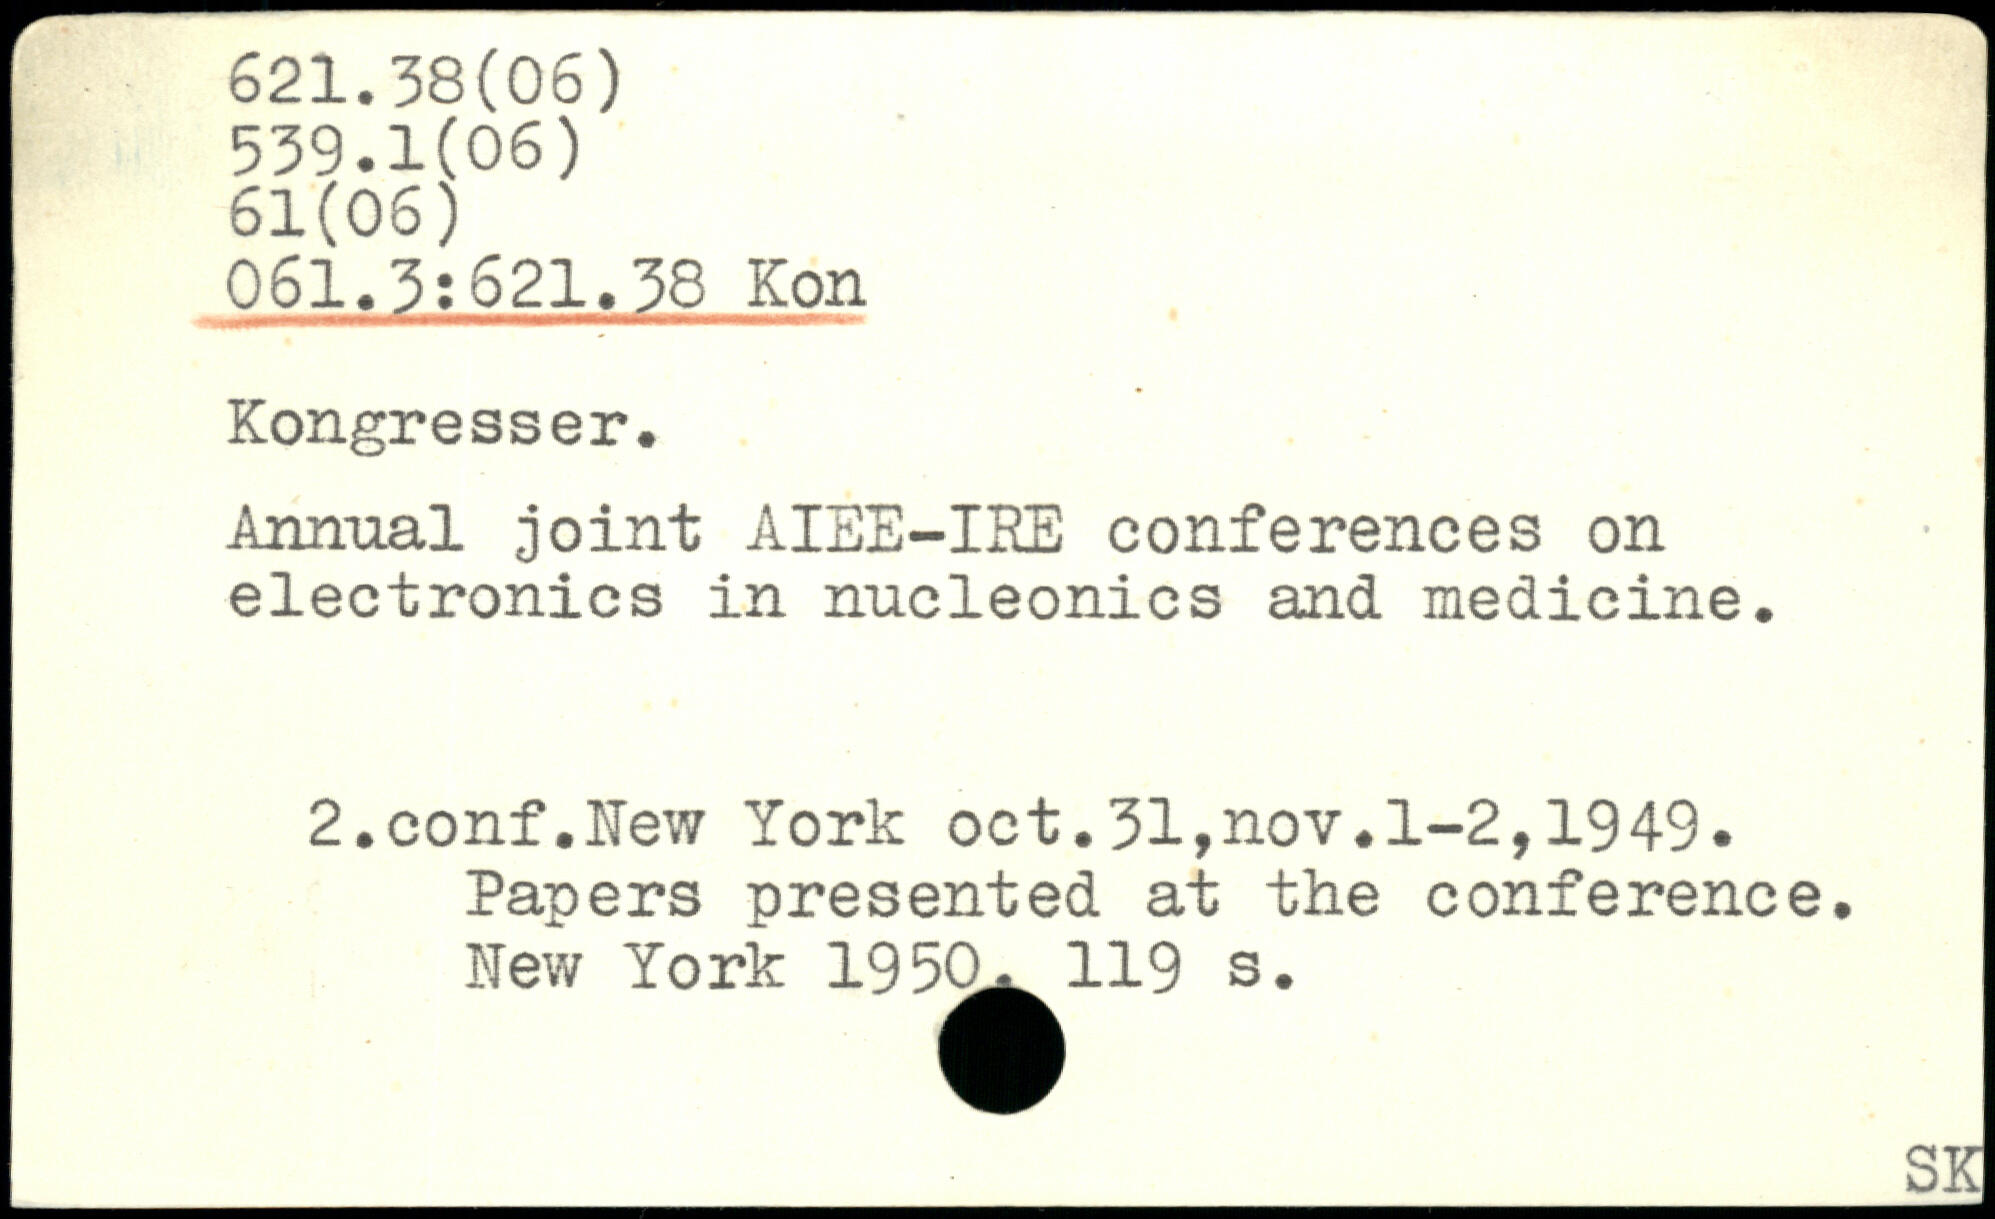 621.38(06)
539.1(06)
61(06)
061.3:621.38 Kon
Kongresser.
Annual joint AIEE-IRE conferences on
electronics in nucleonics and medicine.
2.conf.New York oct.31,nov.1-2,1949.
Papers presented at the conference.
New York 1950. 119 s.
SK